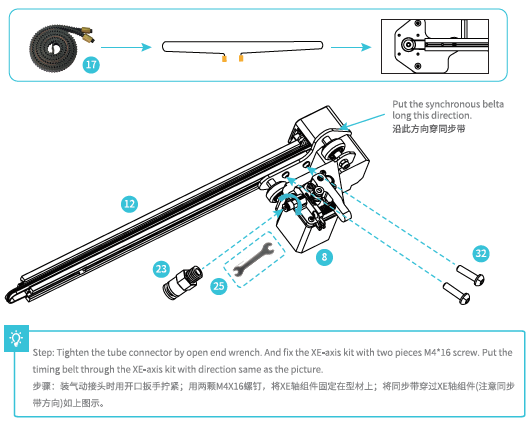 17
Put the synchronous belta
long this direction.
沿此方向穿同步带
12
32
23
25
8
Step: Tighten the tube connector by open end wrench. And fix the XE-axis kit with two pieces M4*16 screw. Put the
timing belt through the XE-axis kit with direction same as the picture.
步骤：装气动接头时用开口扳手拧紧；用两颗M4X16螺钉，将XE轴组件固定在型材上；将同步带穿过XE轴组件(注意同步
带方向)如上图示。